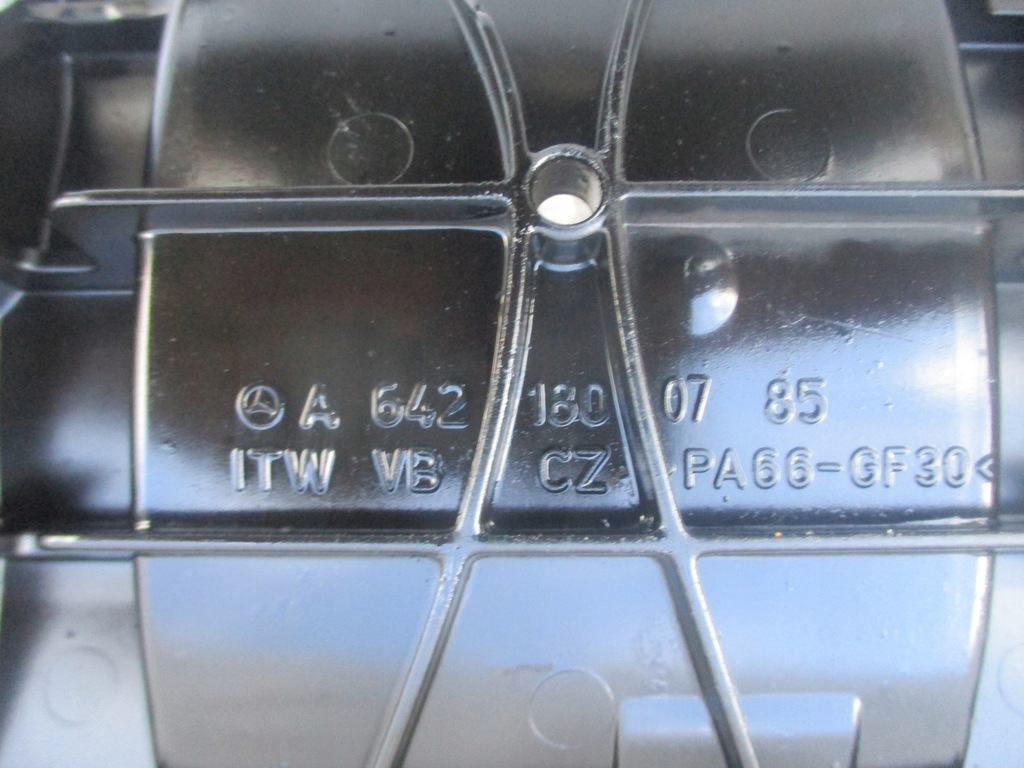 A 642 180 07 85
ITW VB CZ >PA66-GF30<